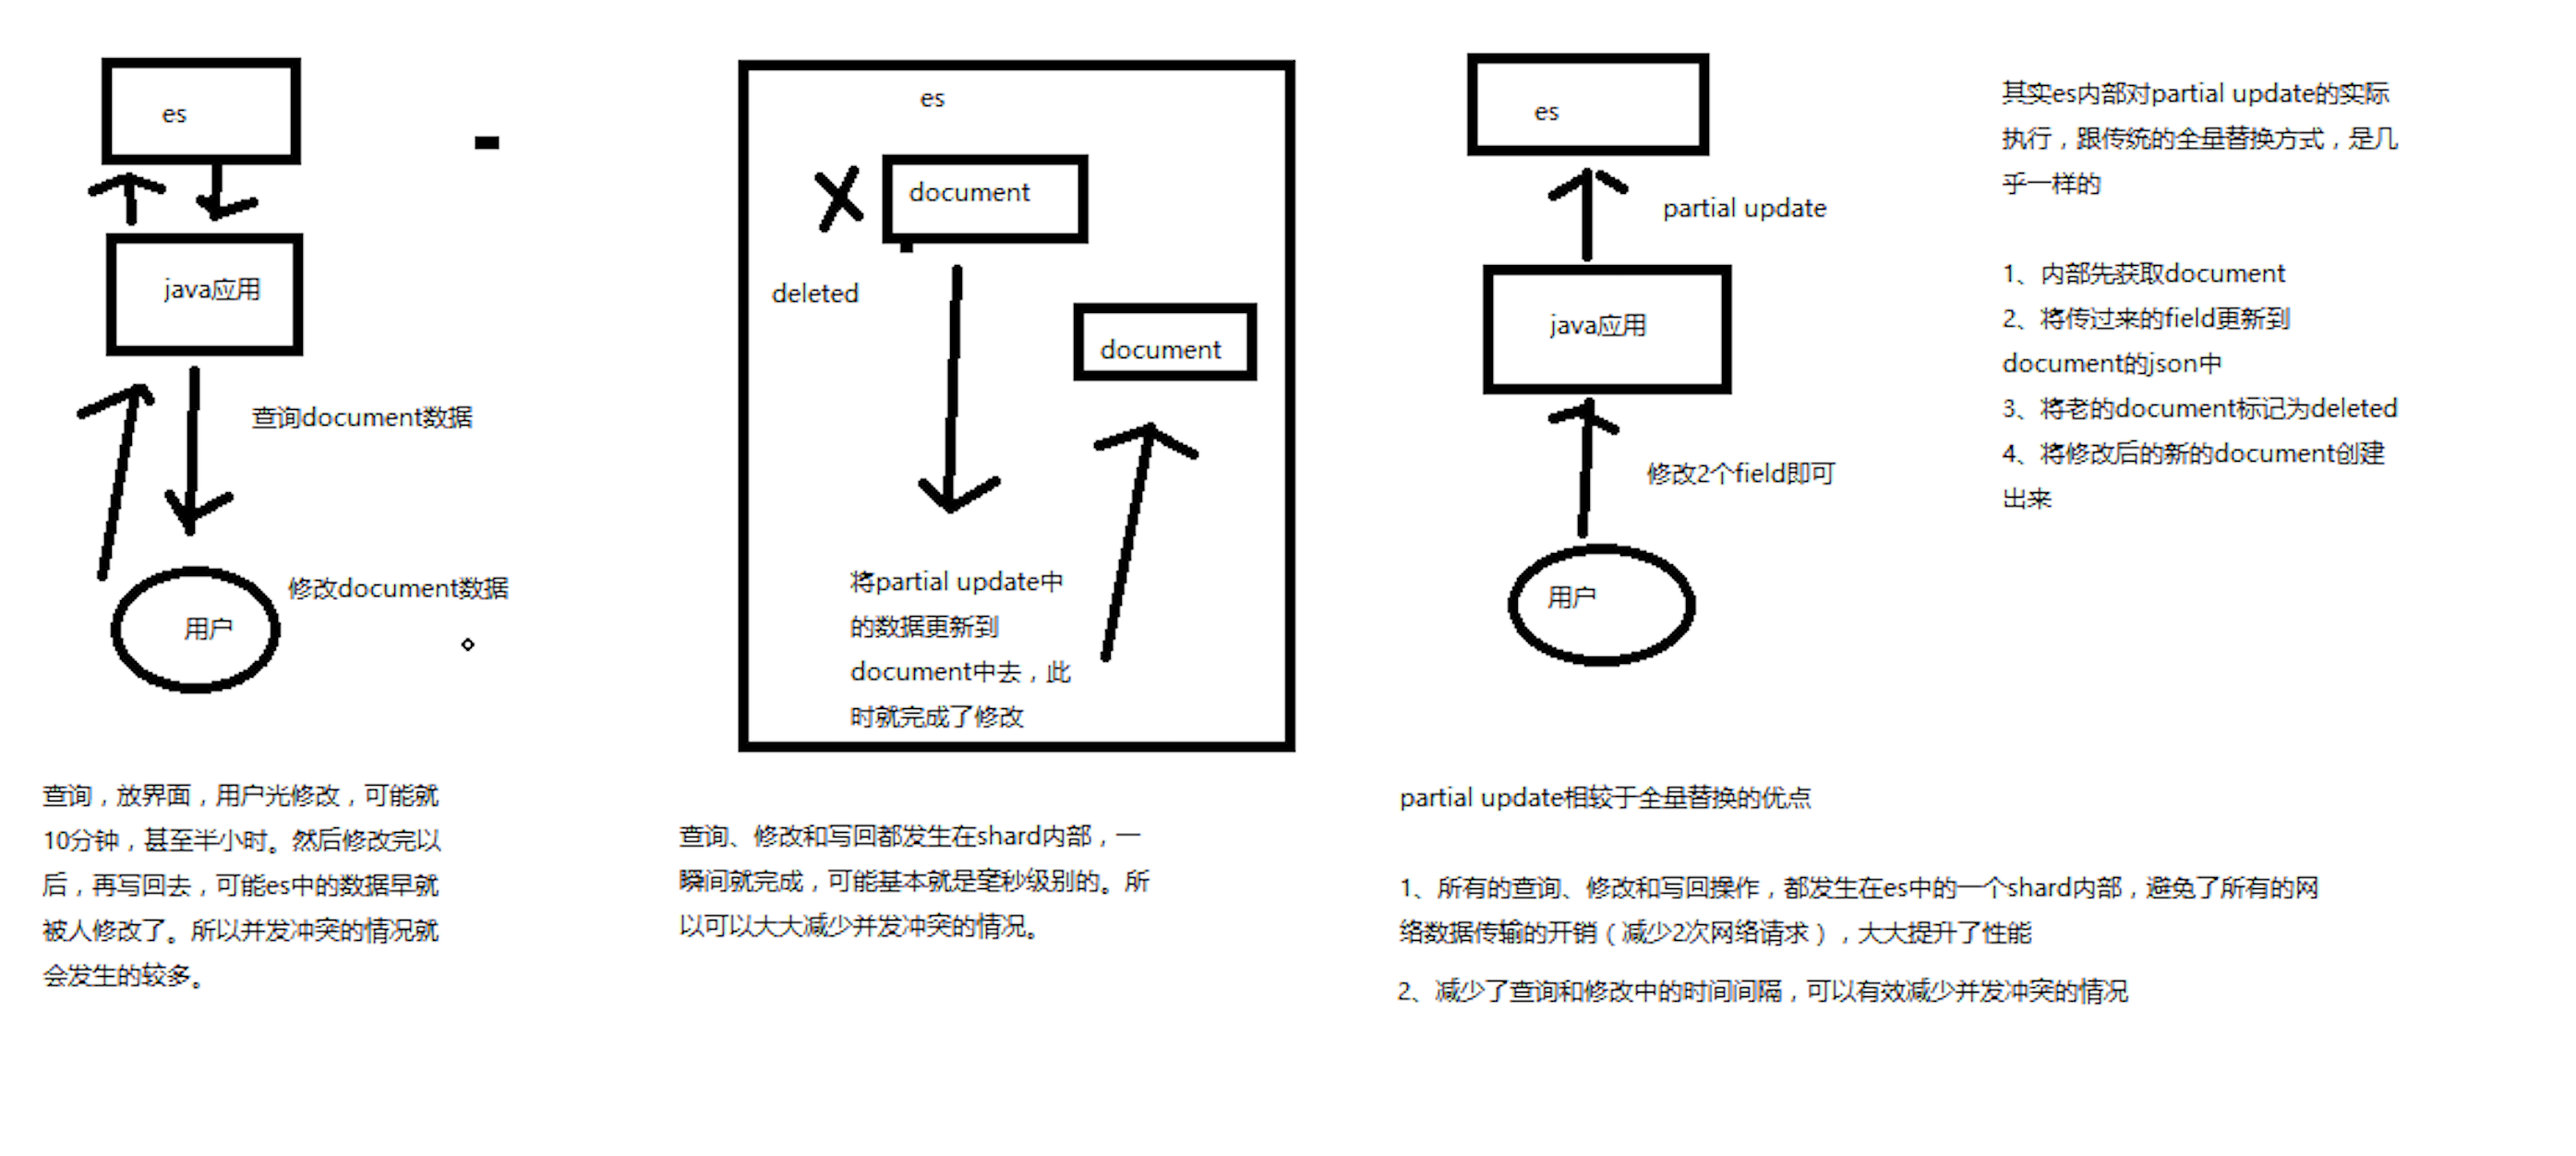 es
java应用
查询document数据
修改document数据
用户
查询，放界面，用户光修改，可能就
10分钟，甚至半小时。然后修改完以
后，再写回去，可能es中的数据早就
被人修改了。所以并发冲突的情况就
会发生的较多。
es
document
deleted
document
将partial update中
的数据更新到
document中去，此
时就完成了修改
查询、修改和写回都发生在shard内部，一
瞬间就完成，可能基本就是毫秒级别的。所
以可以大大减少并发冲突的情况。
es
partial update
java应用
修改2个field即可
用户
其实es内部对partial update的实际
执行，跟传统的全量替换方式，是几
乎一样的
1、内部先获取document
2、将传过来的field更新到
document的json中
3、将老的document标记为deleted
4、将修改后的新的document创建
出来
partial update相较于全量替换的优点
1、所有的查询、修改和写回操作，都发生在es中的一个shard内部，避免了所有的网
络数据传输的开销（减少2次网络请求），大大提升了性能
2、减少了查询和修改中的时间间隔，可以有效减少并发冲突的情况